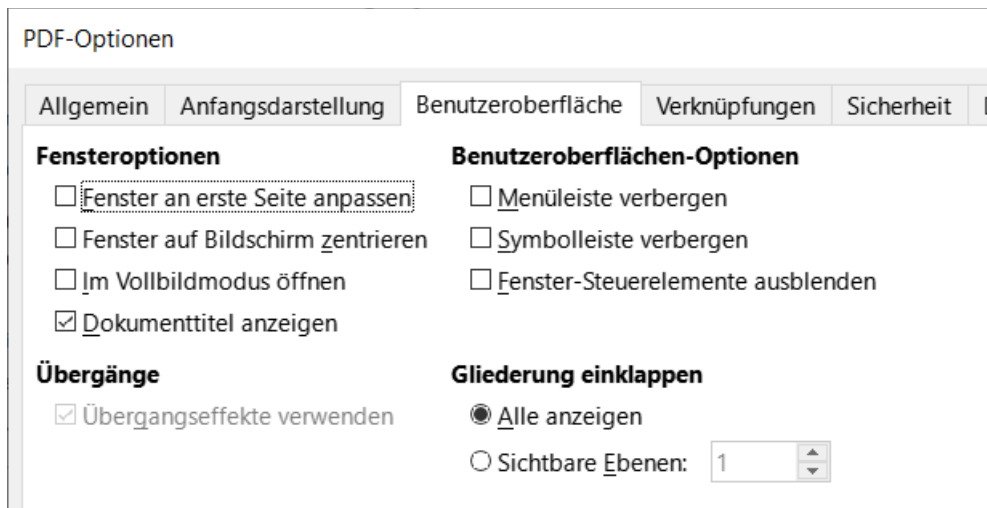 PDF-Optionen
Allgemein Anfangsdarstellung Benutzeroberfläche Verknüpfungen Sicherheit
Fensteroptionen
Fenster an erste Seite anpassen
Fenster auf Bildschirm zentrieren
Im Vollbildmodus öffnen
Dokumenttitel anzeigen
Benutzeroberflächen-Optionen
Menüleiste verbergen
Symbolleiste verbergen
Fenster-Steuerelemente ausblenden
Übergänge
Übergangseffekte verwenden
Gliederung einklappen
Alle anzeigen
Sichtbare Ebenen: 1